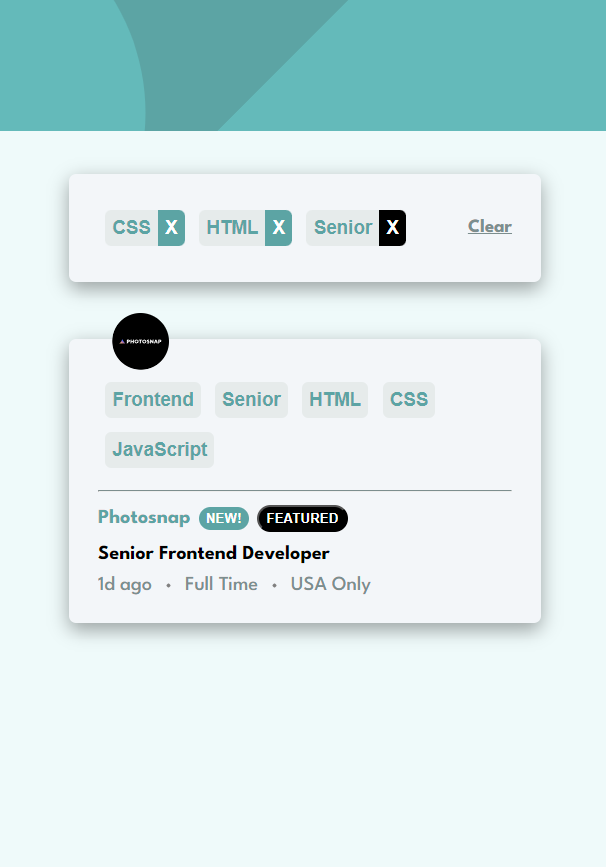 CSS X HTML X Senior X Clear
PHOTOSNAP
Frontend Senior HTML CSS
JavaScript
Photosnap NEW! FEATURED
Senior Frontend Developer
1d ago • Full Time • USA Only